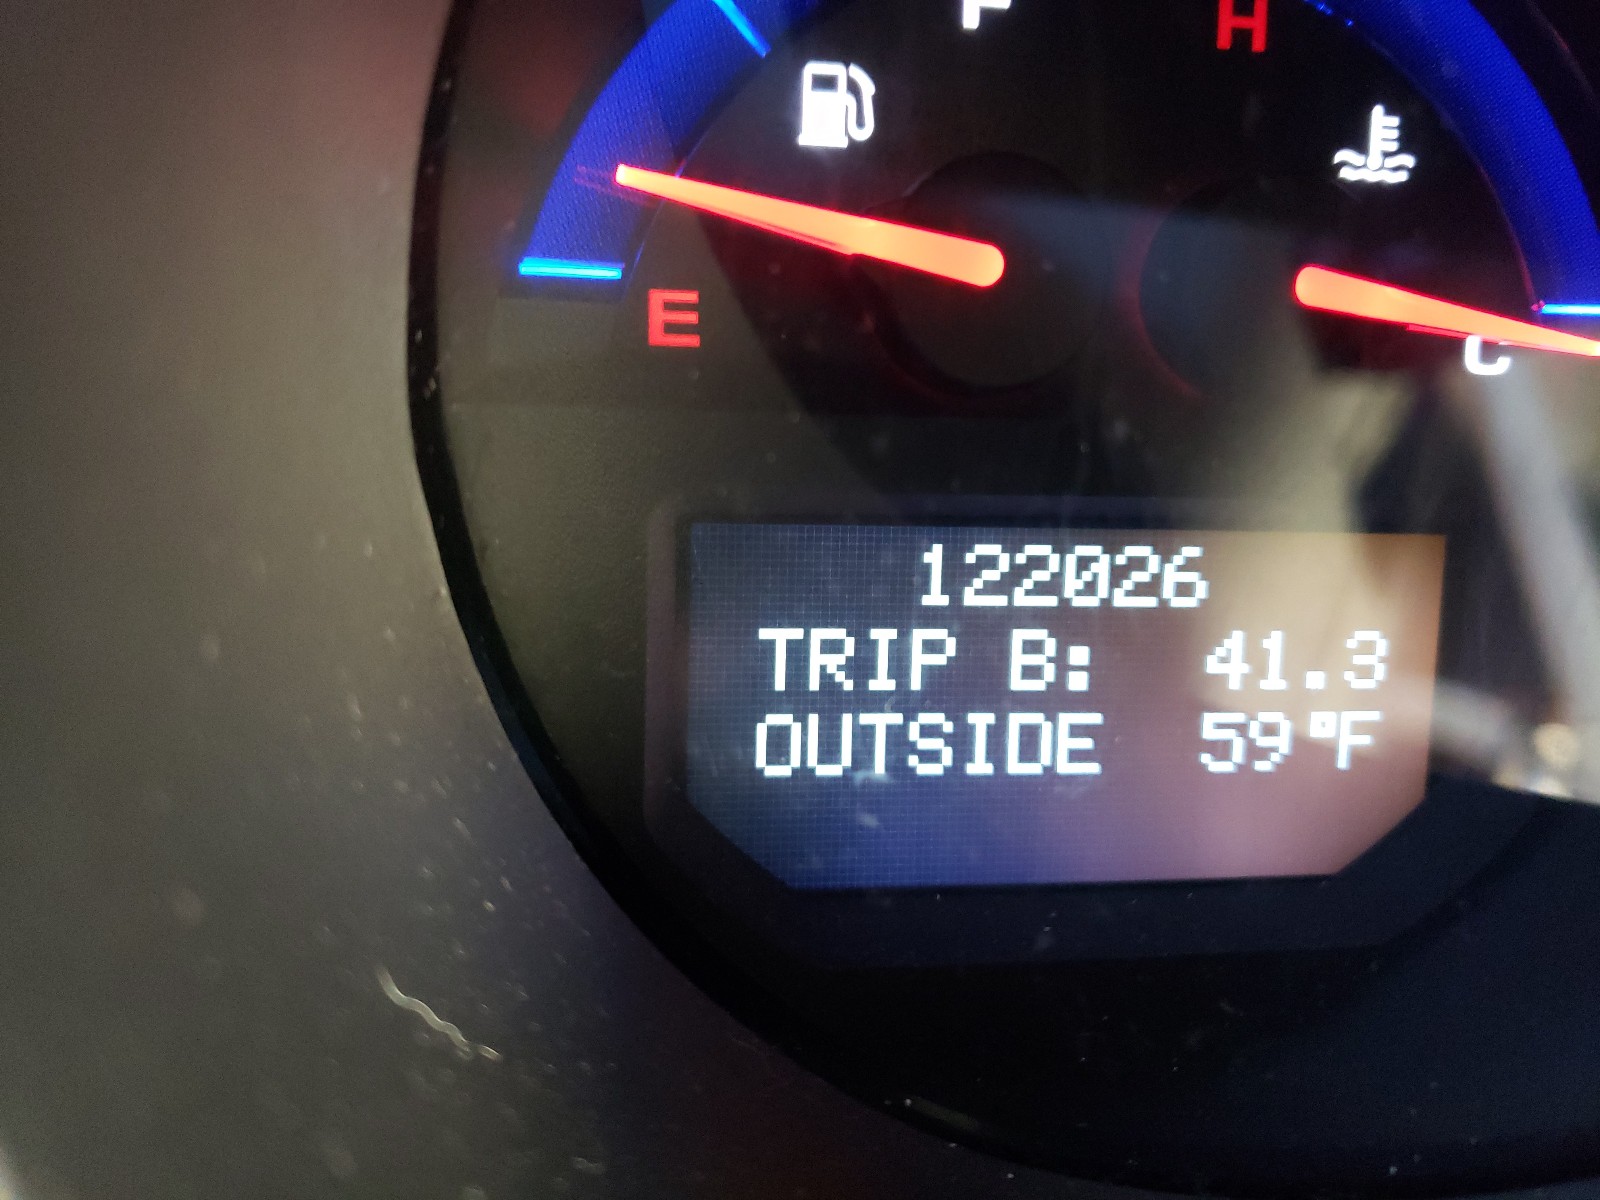 F H
E
C
122026
TRIP B: 41.3
OUTSIDE 59°F